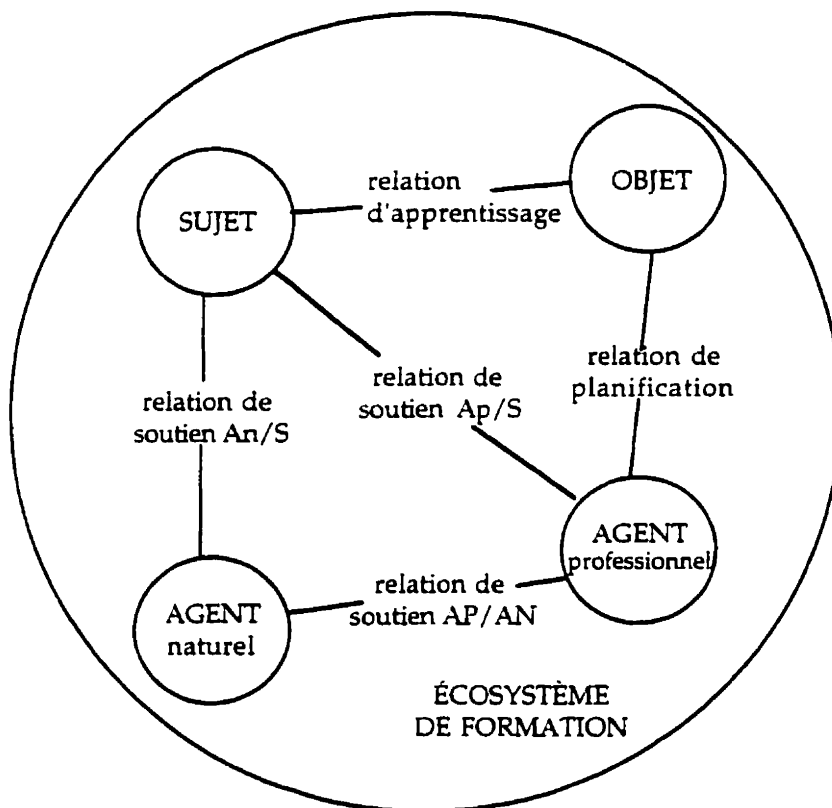 SUJET
relation
d'apprentissage
OBJET
relation de
soutien An/S
relation de
soutien Ap/S
relation de
planification
AGENT
naturel
relation de
soutien AP/AN
AGENT
professionnel
ÉCOSYSTÈME
DE FORMATION